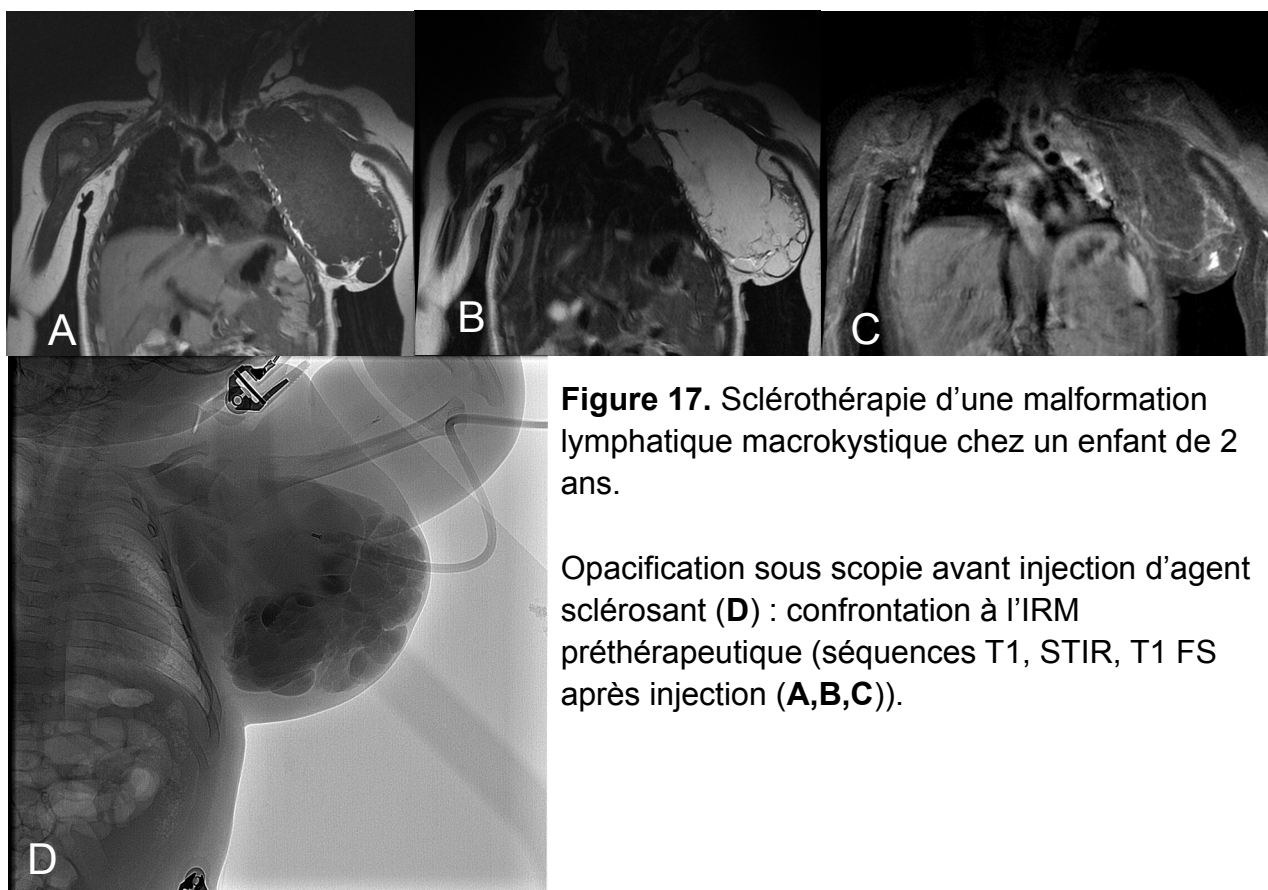 A
B
C
D
Figure 17. Sclérothérapie d’une malformation
lymphatique macrokystique chez un enfant de 2
ans.
Opacification sous scopie avant injection d’agent
sclérosant (D) : confrontation à l’IRM
préthérapeutique (séquences T1, STIR, T1 FS
après injection (A,B,C)).